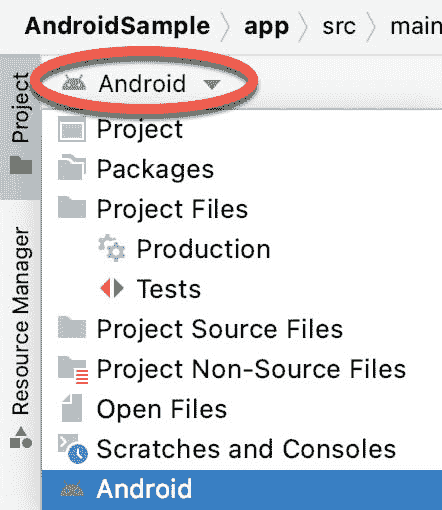 AndroidSample > app > src > main
Project
Android
Project
Packages
Project Files
Production
Tests
Project Source Files
Project Non-Source Files
Open Files
Scratches and Consoles
Android
Resource Manager